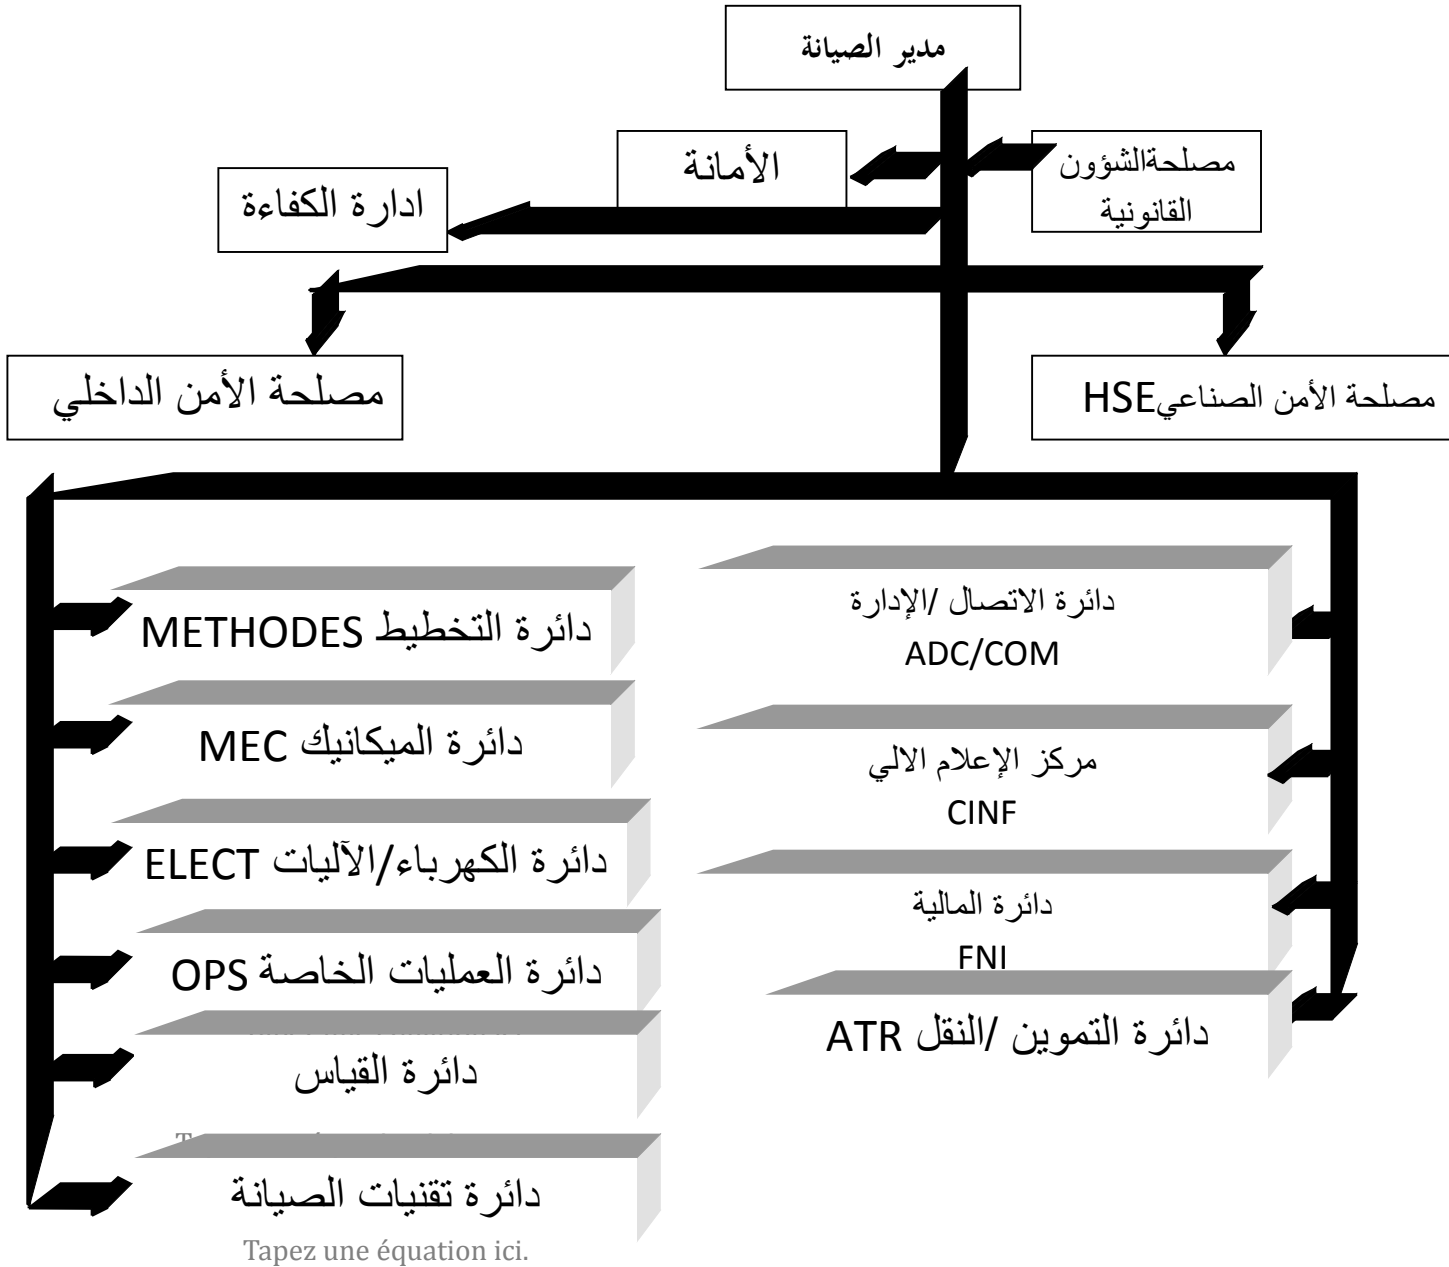 مدير الصيانة
مصلحةالشؤون
القانونية
الأمانة
ادارة الكفاءة
مصلحة الأمن الصناعيHSE
مصلحة الأمن الداخلي
دائرة الاتصال /الإدارة
ADC/COM
مركز الإعلام الالي
CINF
دائرة المالية
FNI
دائرة التموين /النقل ATR
دائرة التخطيط METHODES
دائرة الميكانيك MEC
دائرة الكهرباء/الآليات ELECT
دائرة العمليات الخاصة OPS
دائرة القياس
دائرة تقنيات الصيانة
Tapez une équation ici.